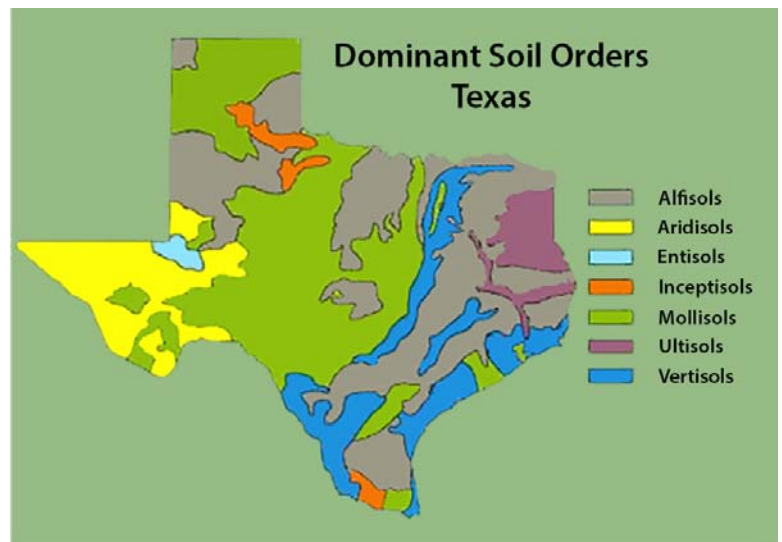 Dominant Soil Orders
Texas
Alfisols
Aridisols
Entisols
Inceptisols
Mollisols
Ultisols
Vertisols